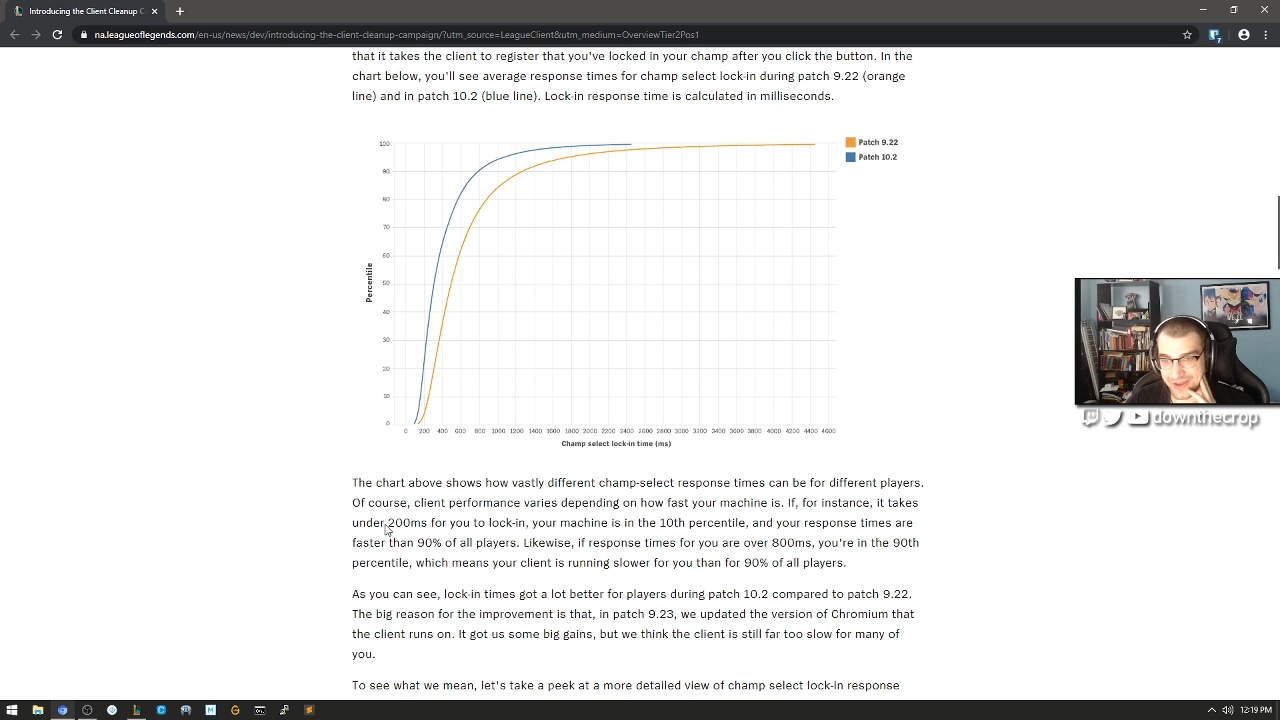 Introducing the Client Cleanup C
na.leagueoflegends.com/en-us/news/dev/introducing-the-client-cleanup-campaign/?utm_source=LeagueClient&utm_medium=OverviewTier2Pos1
that it takes the client to register that you've locked in your champ after you click the button. In the
chart below, you'll see average response times for champ select lock-in during patch 9.22 (orange
line) and in patch 10.2 (blue line). Lock-in response time is calculated in milliseconds.
Patch 9.22
Patch 10.2
100
90
80
70
60
50
40
30
20
10
0
Percentile
0 200 400 600 800 1000 1200 1400 1600 1800 2000 2200 2400 2600 2800 3000 3200 3400 3600 3800 4000 4200 4400 4600
Champ select lock-in time (ms)
downthecrop
The chart above shows how vastly different champ-select response times can be for different players.
Of course, client performance varies depending on how fast your machine is. If, for instance, it takes
under 200ms for you to lock-in, your machine is in the 10th percentile, and your response times are
faster than 90% of all players. Likewise, if response times for you are over 800ms, you're in the 90th
percentile, which means your client is running slower for you than for 90% of all players.
As you can see, lock-in times got a lot better for players during patch 10.2 compared to patch 9.22.
The big reason for the improvement is that, in patch 9.23, we updated the version of Chromium that
the client runs on. It got us some big gains, but we think the client is still far too slow for many of
you.
To see what we mean, let's take a peek at a more detailed view of champ select lock-in response
12:19 PM